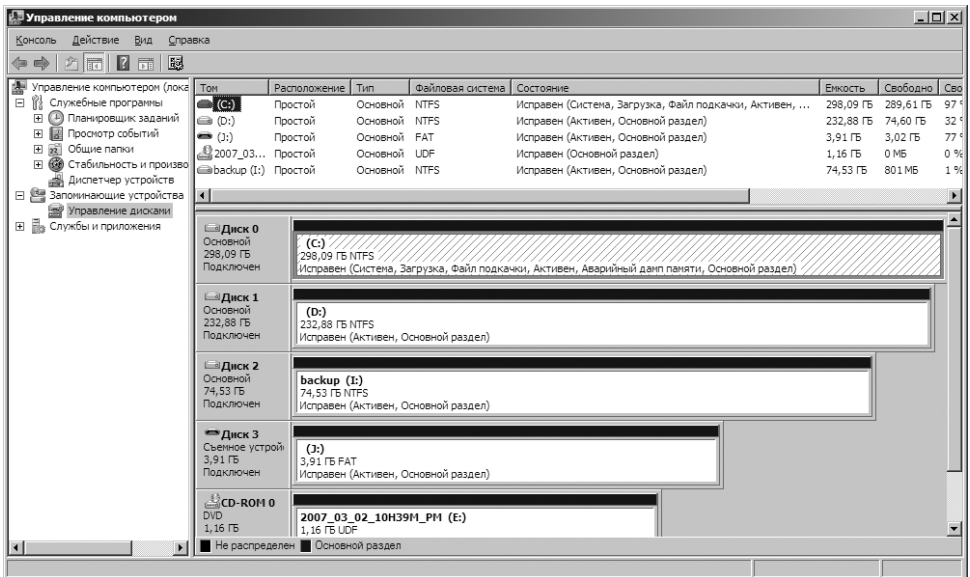 Управление компьютером
Консоль Действие Вид Справка
Управление компьютером (лока
Служебные программы
Планировщик заданий
Просмотр событий
Общие папки
Стабильность и произво
Диспетчер устройств
Запоминающие устройства
Управление дисками
Службы и приложения
Том Расположение Тип Файловая система Состояние Емкость Свободно Сво
(C:) Простой Основной NTFS Исправен (Система, Загрузка, Файл подкачки, Активен, ... 298,09 ГБ 289,61 ГБ 97 %
(D:) Простой Основной NTFS Исправен (Активен, Основной раздел) 232,88 ГБ 74,60 ГБ 32 %
(J:) Простой Основной FAT Исправен (Активен, Основной раздел) 3,91 ГБ 3,02 ГБ 77 %
2007_03... Простой Основной UDF Исправен (Основной раздел) 1,16 ГБ 0 МБ 0 %
backup (I:) Простой Основной NTFS Исправен (Активен, Основной раздел) 74,53 ГБ 801 МБ 1 %
Диск 0
Основной
298,09 ГБ
Подключен
(C:)
298,09 ГБ NTFS
Исправен (Система, Загрузка, Файл подкачки, Активен, Аварийный дамп памяти, Основной раздел)
Диск 1
Основной
232,88 ГБ
Подключен
(D:)
232,88 ГБ NTFS
Исправен (Активен, Основной раздел)
Диск 2
Основной
74,53 ГБ
Подключен
backup (I:)
74,53 ГБ NTFS
Исправен (Активен, Основной раздел)
Диск 3
Съемное устрой
3,91 ГБ
Подключен
(J:)
3,91 ГБ FAT
Исправен (Активен, Основной раздел)
CD-ROM 0
DVD
1,16 ГБ
2007_03_02_10H39M_PM (E:)
1,16 ГБ UDF
Не распределен Основной раздел